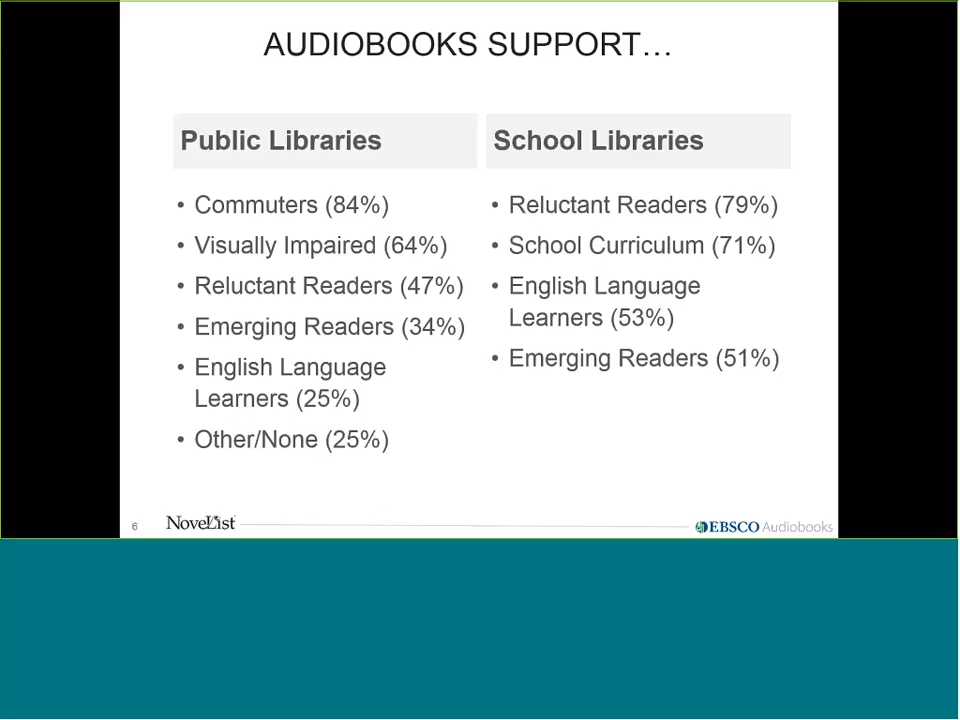 AUDIOBOOKS SUPPORT…
Public Libraries
• Commuters (84%)
• Visually Impaired (64%)
• Reluctant Readers (47%)
• Emerging Readers (34%)
• English Language
Learners (25%)
• Other/None (25%)
School Libraries
• Reluctant Readers (79%)
• School Curriculum (71%)
• English Language
Learners (53%)
• Emerging Readers (51%)
6
NoveList
EBSCO Audiobooks